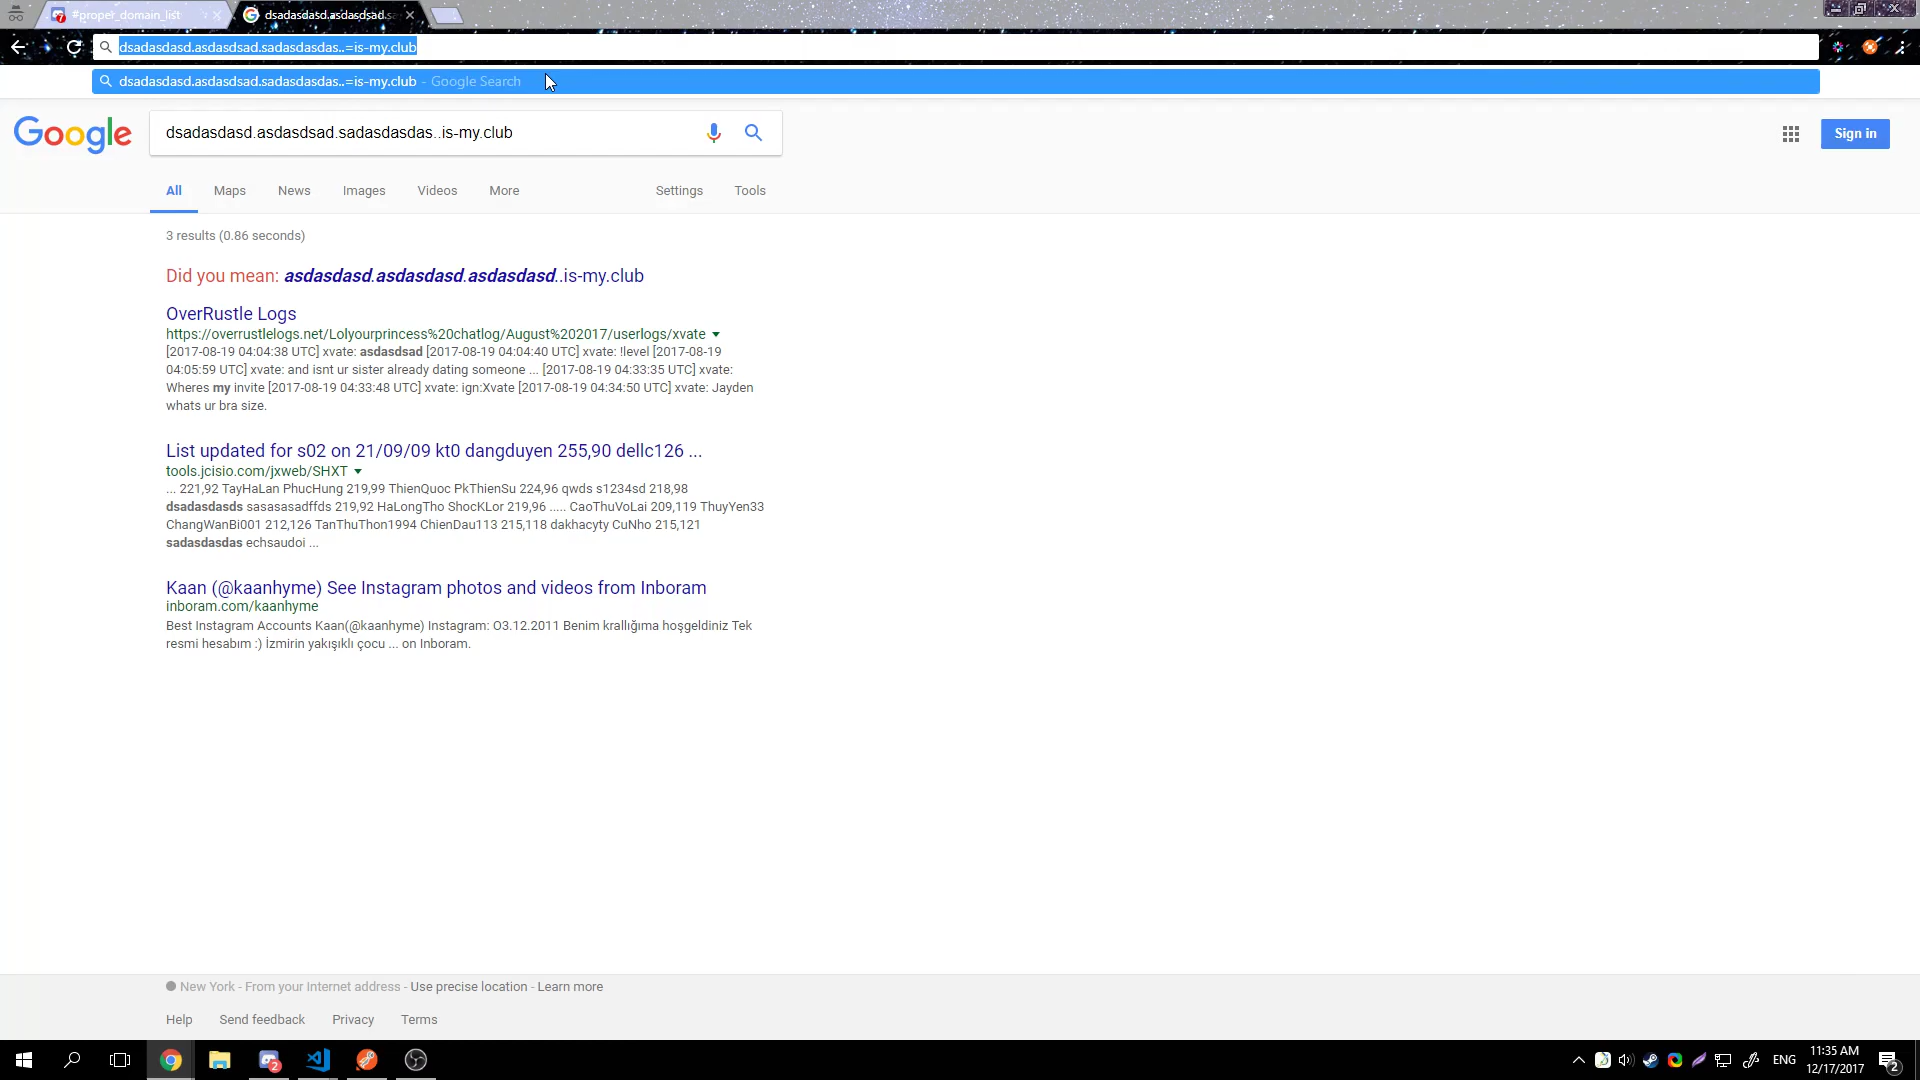 #proper_domain_list
dsadasdasd.asdasdsad.sa
dsadasdasd.asdasdsad.sadasdasdas..=is-my.club
dsadasdasd.asdasdsad.sadasdasdas..=is-my.club - Google Search
Google
dsadasdasd.asdasdsad.sadasdasdas..is-my.club
Sign in
All Maps News Images Videos More Settings Tools
3 results (0.86 seconds)
Did you mean: asdasdasd.asdasdasd.asdasdasd..is-my.club
OverRustle Logs
https://overrustlelogs.net/Lolyourprincess%20chatlog/August%202017/userlogs/xvate
[2017-08-19 04:04:38 UTC] xvate: asdasdsad [2017-08-19 04:04:40 UTC] xvate: !level [2017-08-19
04:05:59 UTC] xvate: and isnt ur sister already dating someone ... [2017-08-19 04:33:35 UTC] xvate:
Wheres my invite [2017-08-19 04:33:48 UTC] xvate: ign:Xvate [2017-08-19 04:34:50 UTC] xvate: Jayden
whats ur bra size.
List updated for s02 on 21/09/09 kt0 dangduyen 255,90 dellc126 ...
tools.jcisio.com/jxweb/SHXT
... 221,92 TayHaLan PhucHung 219,99 ThienQuoc PkThienSu 224,96 qwds s1234sd 218,98
dsadasdasds sasasasadffds 219,92 HaLongTho ShocKLor 219,96 ..... CaoThuVoLai 209,119 ThuyYen33
ChangWanBi001 212,126 TanThuThon1994 ChienDau113 215,118 dakhacyty CuNho 215,121
sadasdasdas echsaudoi ...
Kaan (@kaanhyme) See Instagram photos and videos from Inboram
inboram.com/kaanhyme
Best Instagram Accounts Kaan(@kaanhyme) Instagram: O3.12.2011 Benim krallığıma hoşgeldiniz Tek
resmi hesabım :) İzmirin yakışıklı çocu ... on Inboram.
New York - From your Internet address - Use precise location - Learn more
Help Send feedback Privacy Terms
ENG
11:35 AM
12/17/2017
2
2